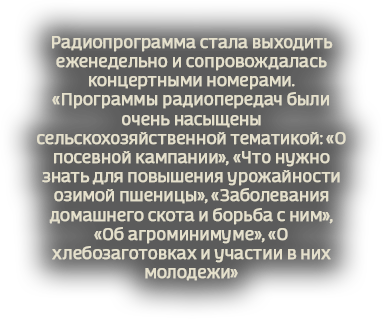 Радиопрограмма стала выходить
еженедельно и сопровождалась
концертными номерами.
«Программы радиопередач были
очень насыщены
сельскохозяйственной тематикой: «О
посевной кампании», «Что нужно
знать для повышения урожайности
озимой пшеницы», «Заболевания
домашнего скота и борьба с ним»,
«Об агроминимуме», «О
хлебозаготовках и участии в них
молодежи»